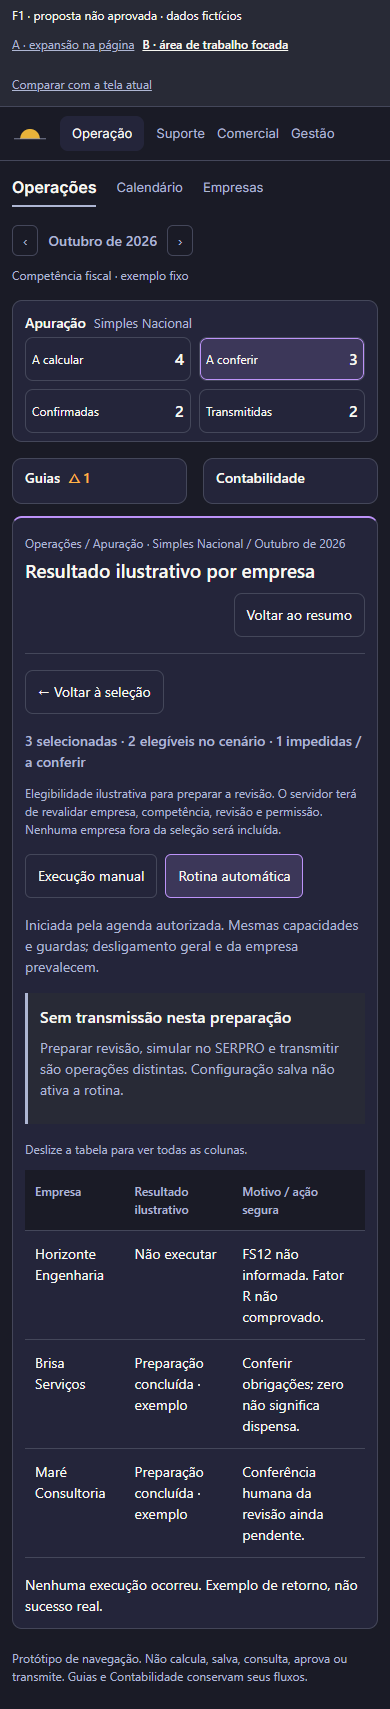 F1 · proposta não aprovada · dados fictícios
A · expansão na página B · área de trabalho focada
Comparar com a tela atual
Operação Suporte Comercial Gestão
Operações Calendário Empresas
‹ Outubro de 2026 ›
Competência fiscal · exemplo fixo
Apuração Simples Nacional
A calcular 4 A conferir 3
Confirmadas 2 Transmitidas 2
Guias △ 1 Contabilidade
Operações / Apuração · Simples Nacional / Outubro de 2026
Resultado ilustrativo por empresa
Voltar ao resumo
← Voltar à seleção
3 selecionadas · 2 elegíveis no cenário · 1 impedidas /
a conferir
Elegibilidade ilustrativa para preparar a revisão. O servidor terá
de revalidar empresa, competência, revisão e permissão.
Nenhuma empresa fora da seleção será incluída.
Execução manual Rotina automática
Iniciada pela agenda autorizada. Mesmas capacidades
e guardas; desligamento geral e da empresa
prevalecem.
Sem transmissão nesta preparação
Preparar revisão, simular no SERPRO e transmitir
são operações distintas. Configuração salva não
ativa a rotina.
Deslize a tabela para ver todas as colunas.
Empresa Resultado Motivo / ação
ilustrativo segura
Horizonte Não executar FS12 não
Engenharia informada. Fator
R não
comprovado.
Brisa Preparação Conferir
Serviços concluída · obrigações; zero
exemplo não significa
dispensa.
Maré Preparação Conferência
Consultoria concluída · humana da
exemplo revisão ainda
pendente.
Nenhuma execução ocorreu. Exemplo de retorno, não
sucesso real.
Protótipo de navegação. Não calcula, salva, consulta, aprova ou
transmite. Guias e Contabilidade conservam seus fluxos.